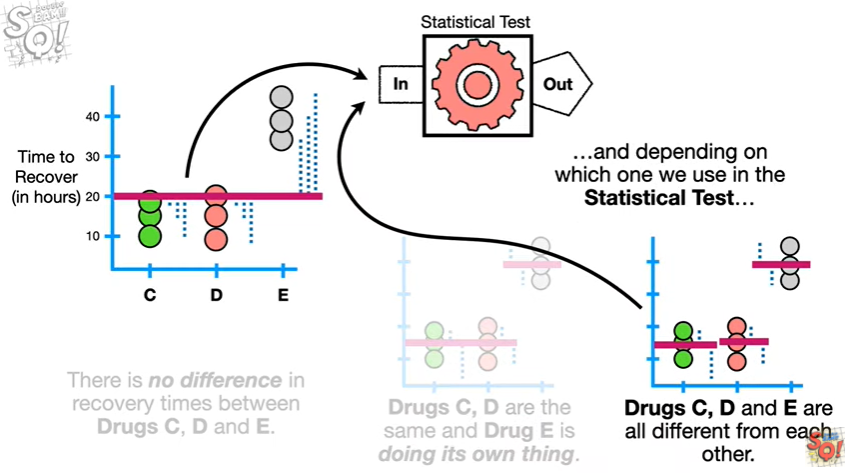 SQ!
Statistical Test
In
Out
40
30
20
10
Time to
Recover
(in hours)
C
D
E
…and depending on
which one we use in the
Statistical Test…
There is no difference in
recovery times between
Drugs C, D and E.
Drugs C, D are the
same and Drug E is
doing its own thing.
Drugs C, D and E are
all different from each
other.
SQ!